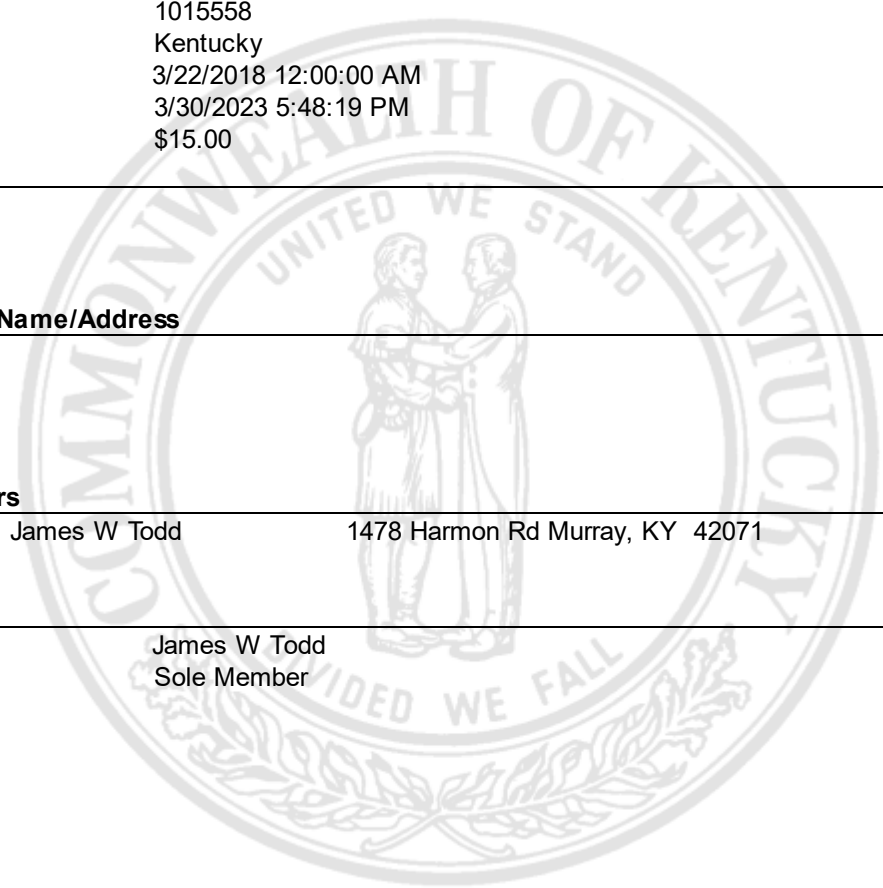 1015558
Kentucky
3/22/2018 12:00:00 AM
3/30/2023 5:48:19 PM
$15.00
Name/Address
rs
James W Todd 1478 Harmon Rd Murray, KY 42071
James W Todd
Sole Member
COMMONWEALTH OF KENTUCKY
UNITED WE STAND
DIVIDED WE FALL